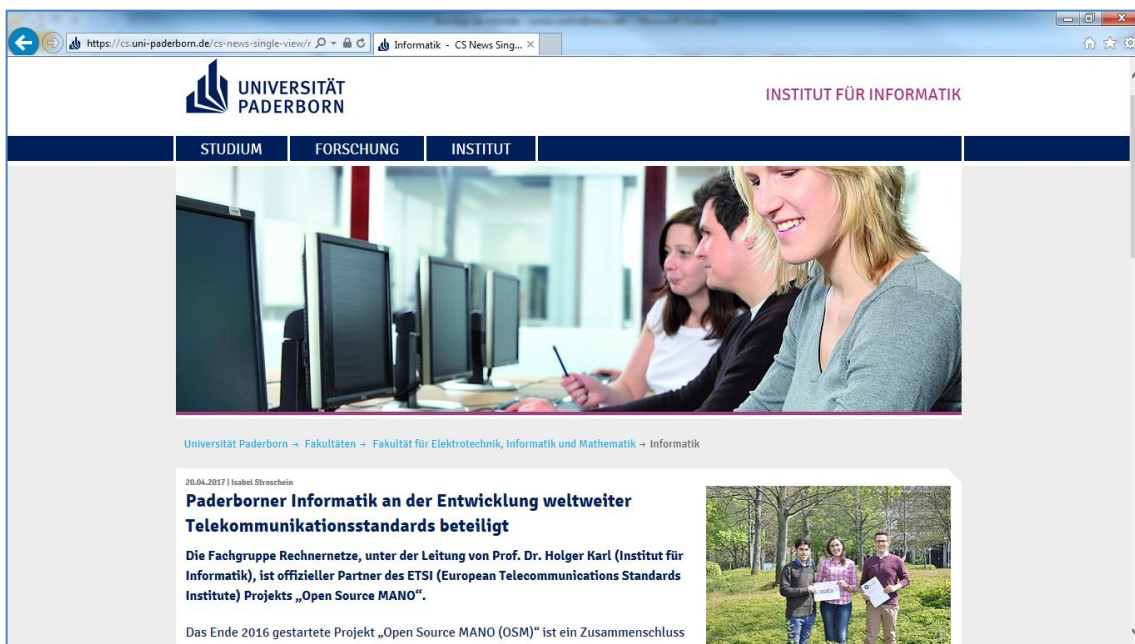 https://cs.uni-paderborn.de/cs-news-single-view/r
Informatik - CS News Sing...
UNIVERSITÄT
PADERBORN
INSTITUT FÜR INFORMATIK
STUDIUM FORSCHUNG INSTITUT
Universität Paderborn → Fakultäten → Fakultät für Elektrotechnik, Informatik und Mathematik → Informatik
20.04.2017 | Isabel Stroschein
Paderborner Informatik an der Entwicklung weltweiter
Telekommunikationsstandards beteiligt
Die Fachgruppe Rechnernetze, unter der Leitung von Prof. Dr. Holger Karl (Institut für
Informatik), ist offizieller Partner des ETSI (European Telecommunications Standards
Institute) Projekts „Open Source MANO“.
Das Ende 2016 gestartete Projekt „Open Source MANO (OSM)“ ist ein Zusammenschluss